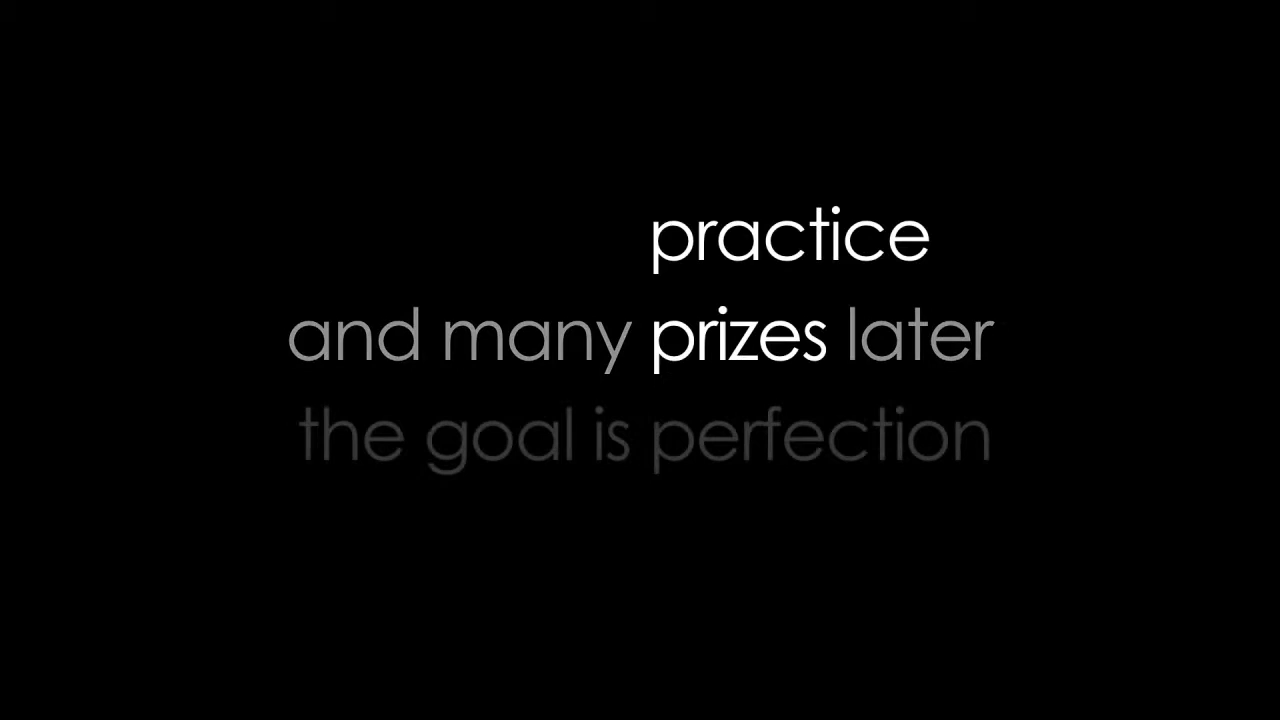 practice
and many prizes later
the goal is perfection